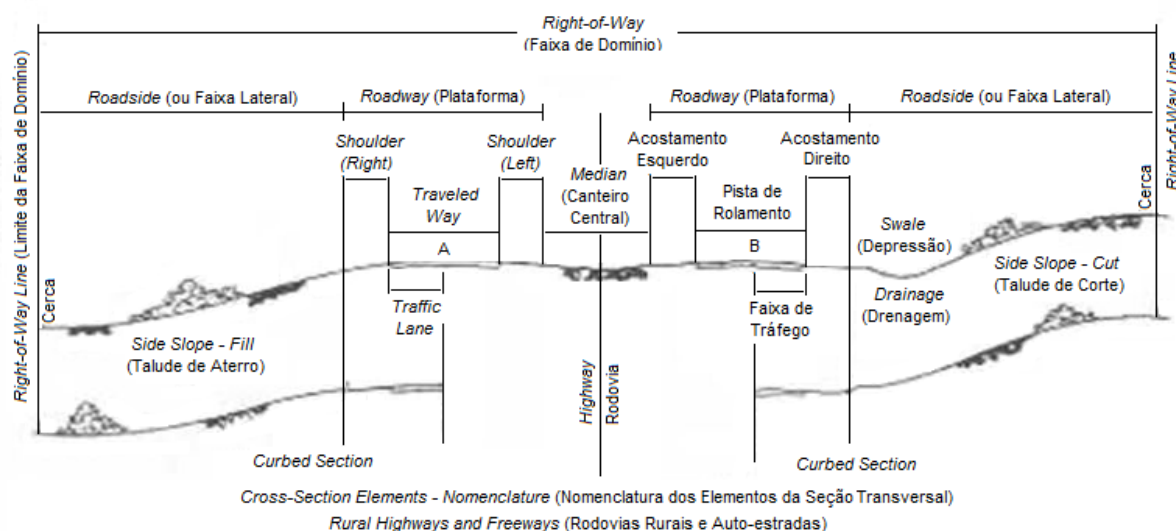 Right-of-Way
(Faixa de Domínio)
Right-of-Way Line (Limite da Faixa de Domínio)
Right-of-Way Line
Roadside (ou Faixa Lateral)
Roadway (Plataforma)
Roadway (Plataforma)
Roadside (ou Faixa Lateral)
Shoulder
(Right)
Shoulder
(Left)
Acostamento
Esquerdo
Acostamento
Direito
Traveled
Way
Median
(Canteiro
Central)
Pista de
Rolamento
Cerca
A
B
Swale
(Depressão)
Side Slope - Cut
(Talude de Corte)
Cerca
Traffic
Lane
Faixa de
Tráfego
Drainage
(Drenagem)
Side Slope - Fill
(Talude de Aterro)
Highway
Rodovia
Curbed Section
Curbed Section
Cross-Section Elements - Nomenclature (Nomenclatura dos Elementos da Seção Transversal)
Rural Highways and Freeways (Rodovias Rurais e Auto-estradas)